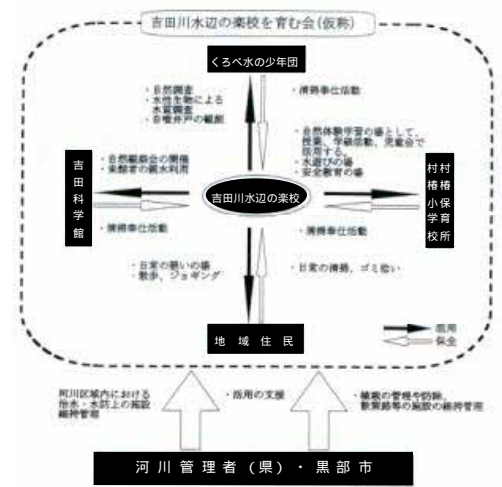 吉田川水辺の楽校を育む会(仮称)
くろべ水の少年団
・自然調査
・水性生物による
水質調査
・自噴井戸の観測
・清掃奉仕活動
・自然体験学習の場として、
授業、学級活動、児童会で
活用する。
・水遊びの場
・安全教育の場
吉田科学館
・自然観察会の開催
・来館者の親水利用
吉田川水辺の楽校
村椿小学校
村椿保育所
・清掃奉仕活動
・清掃奉仕活動
・日常の憩いの場
・散歩、ジョギング
・日常の清掃、ゴミ拾い
地域住民
活用
保全
河川区域内における
治水・水防上の施設
維持管理
・活用の支援
・植栽の管理や防除、
散策路等の施設の維持管理
河川管理者(県)・黒部市